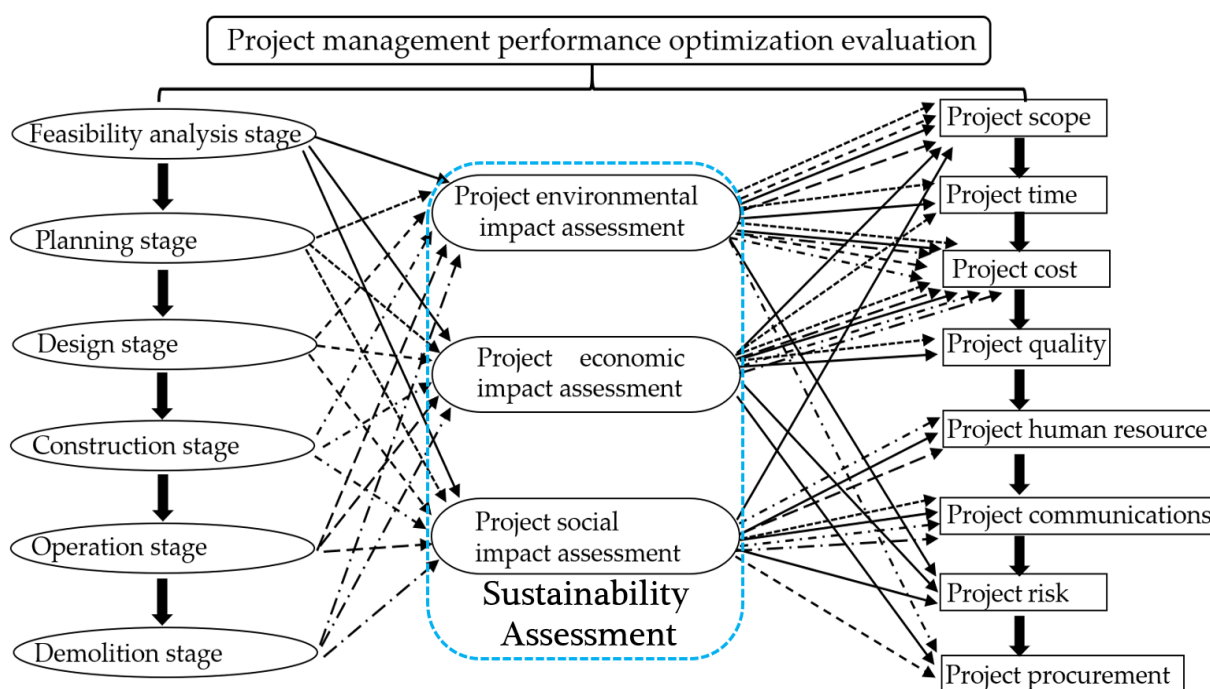 Project management performance optimization evaluation
Feasibility analysis stage
Planning stage
Design stage
Construction stage
Operation stage
Demolition stage
Project environmental
impact assessment
Project economic
impact assessment
Project social
impact assessment
Sustainability
Assessment
Project scope
Project time
Project cost
Project quality
Project human resource
Project communications
Project risk
Project procurement